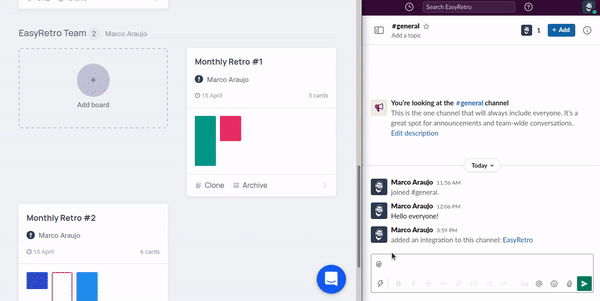 EasyRetro Team 2 Marco Araujo
Add board
Monthly Retro #1
Marco Araujo
15 April 3 cards
Clone Archive
Monthly Retro #2
Marco Araujo
15 April 6 cards
Search EasyRetro
#general
Add a topic
1
+ Add
You're looking at the #general channel
This is the one channel that will always include everyone. It's a
great spot for announcements and team-wide conversations.
Edit description
Today
Marco Araujo 11:56 AM
joined #general.
Marco Araujo 12:06 PM
Hello everyone!
Marco Araujo 3:59 PM
added an integration to this channel: EasyRetro
@
Aa @